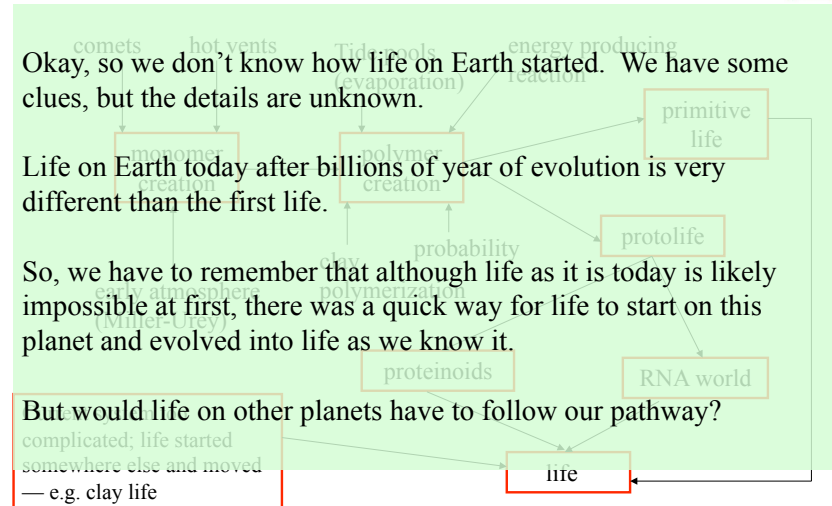 comets
hot vents
Tide pools
(evaporation)
energy producing
reaction
Okay, so we don’t know how life on Earth started. We have some
clues, but the details are unknown.
primitive
life
monomer
creation
polymer
creation
Life on Earth today after billions of year of evolution is very
different than the first life.
protolife
probability
clay
polymerization
early atmosphere
(Miller-Urey)
So, we have to remember that although life as it is today is likely
impossible at first, there was a quick way for life to start on this
planet and evolved into life as we know it.
proteinoids
RNA world
But would life on other planets have to follow our pathway?
complicated; life started
somewhere else and moved
— e.g. clay life
life